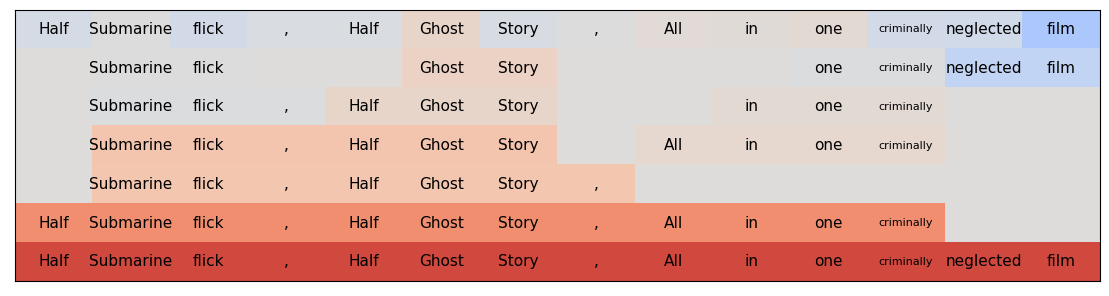 Half Submarine flick , Half Ghost Story , All in one criminally neglected film
Submarine flick Ghost Story one criminally neglected film
Submarine flick , Half Ghost Story in one criminally
Submarine flick , Half Ghost Story All in one criminally
Submarine flick , Half Ghost Story ,
Half Submarine flick , Half Ghost Story , All in one criminally
Half Submarine flick , Half Ghost Story , All in one criminally neglected film